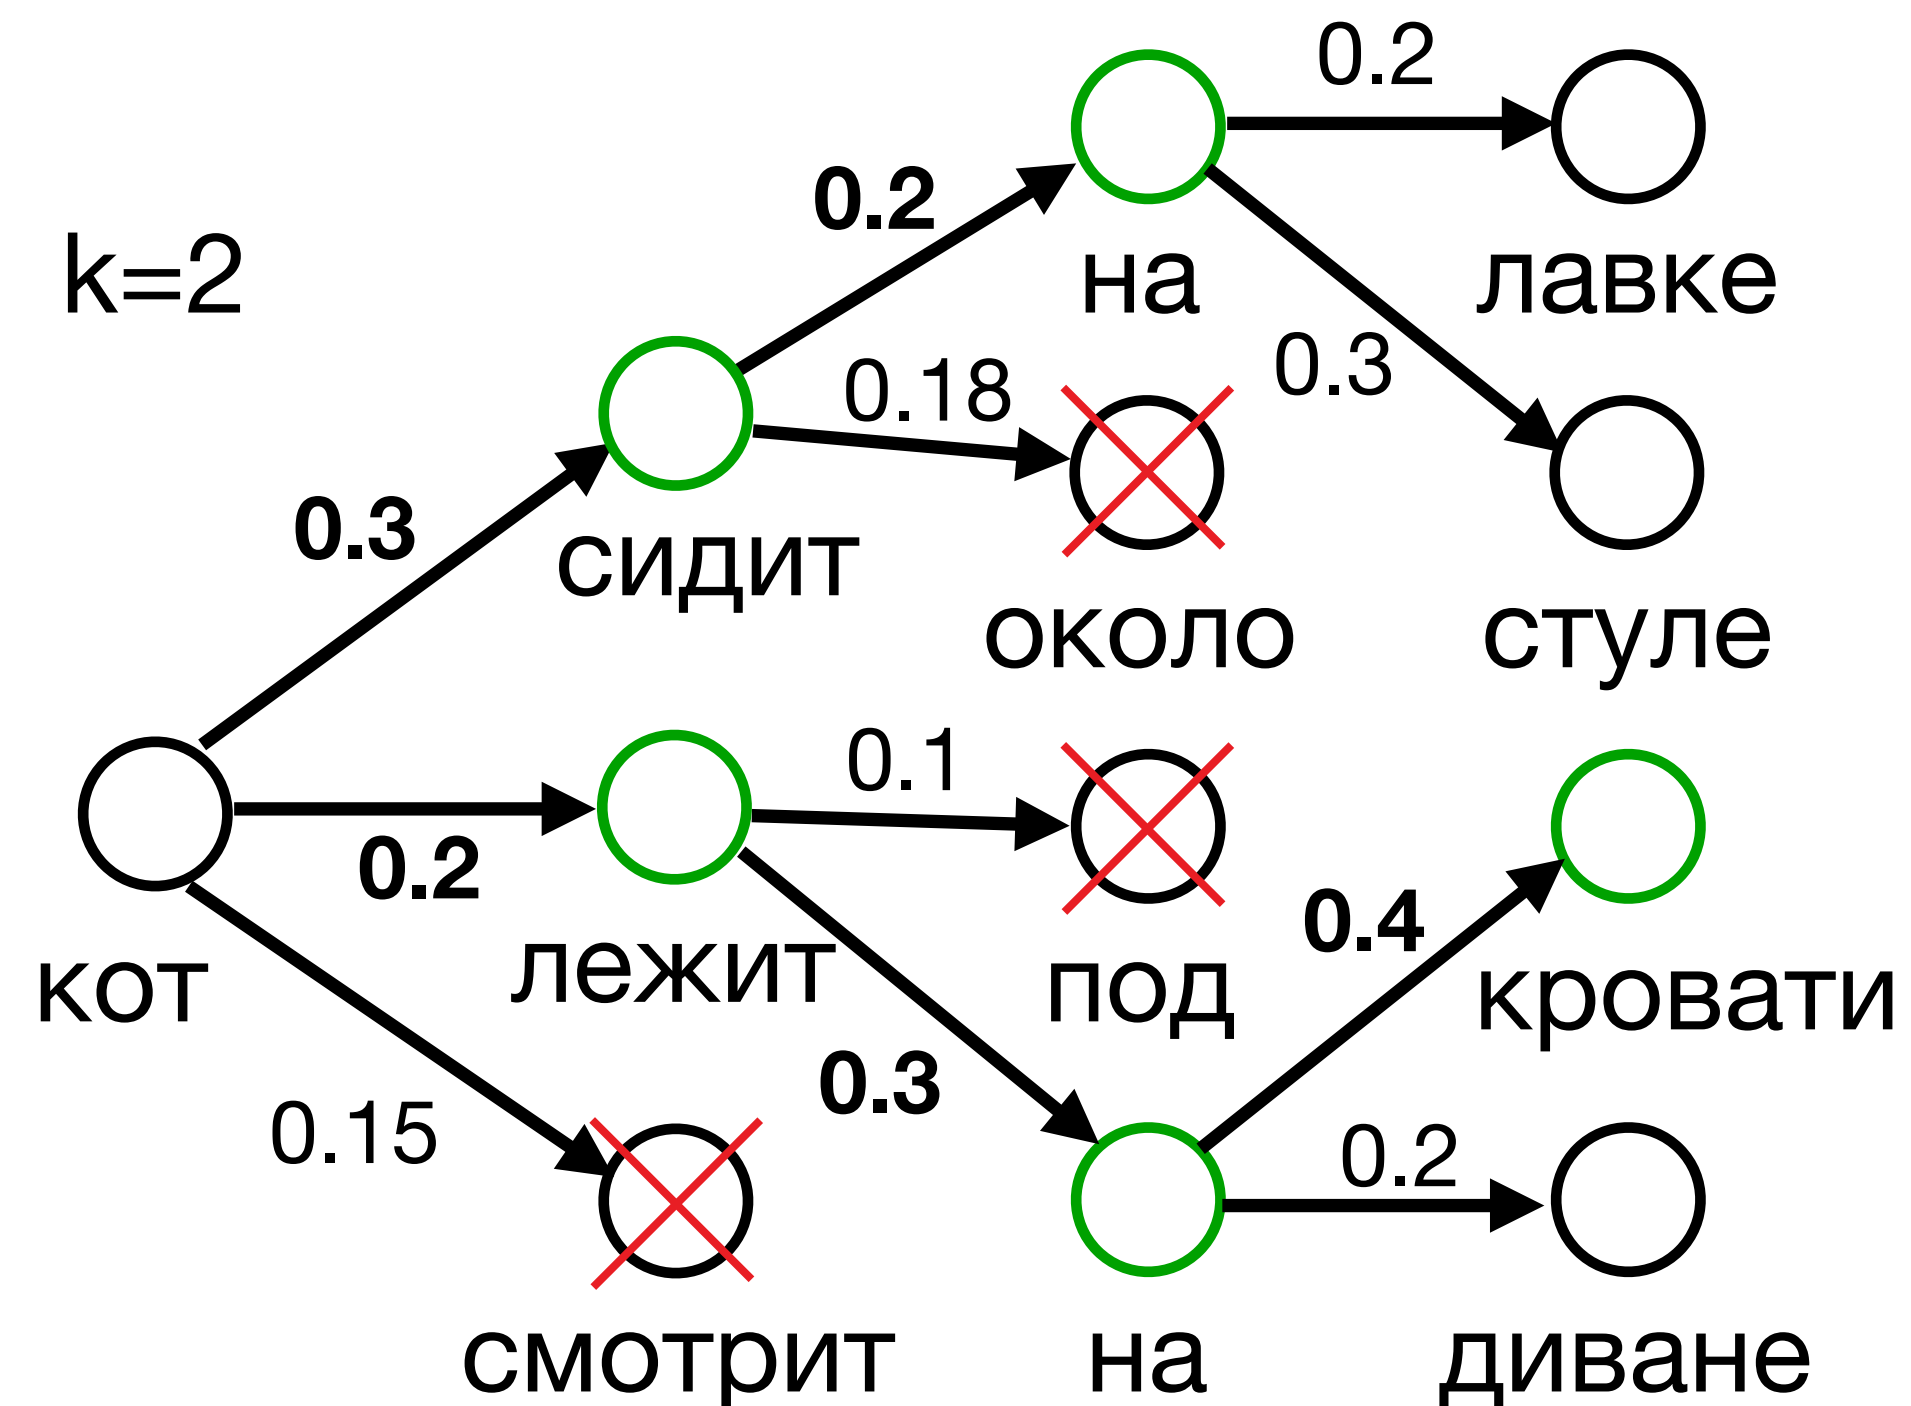 0.2
0.2
k=2
на
лавке
0.18
0.3
0.3
сидит
около
стуле
0.1
0.2
0.4
кот
лежит
под
кровати
0.3
0.15
0.2
смотрит
на
диване